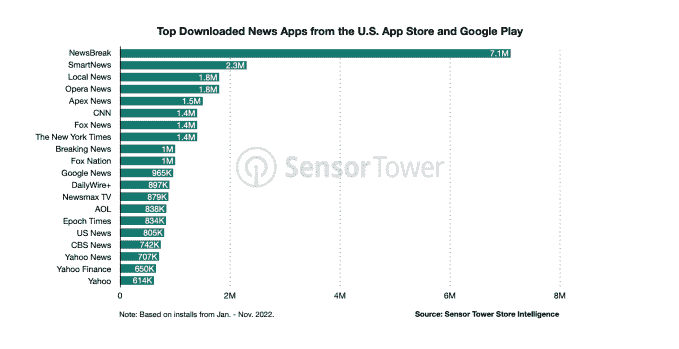 Top Downloaded News Apps from the U.S. App Store and Google Play
NewsBreak 7.1M
SmartNews 2.3M
Local News 1.8M
Opera News 1.8M
Apex News 1.5M
CNN 1.4M
Fox News 1.4M
The New York Times 1.4M
Breaking News 1M
Fox Nation 1M
Google News 965K
DailyWire+ 897K
Newsmax TV 879K
AOL 838K
Epoch Times 834K
US News 805K
CBS News 742K
Yahoo News 707K
Yahoo Finance 650K
Yahoo 614K
SensorTower
0 2M 4M 6M 8M
Note: Based on installs from Jan. - Nov. 2022. Source: Sensor Tower Store Intelligence